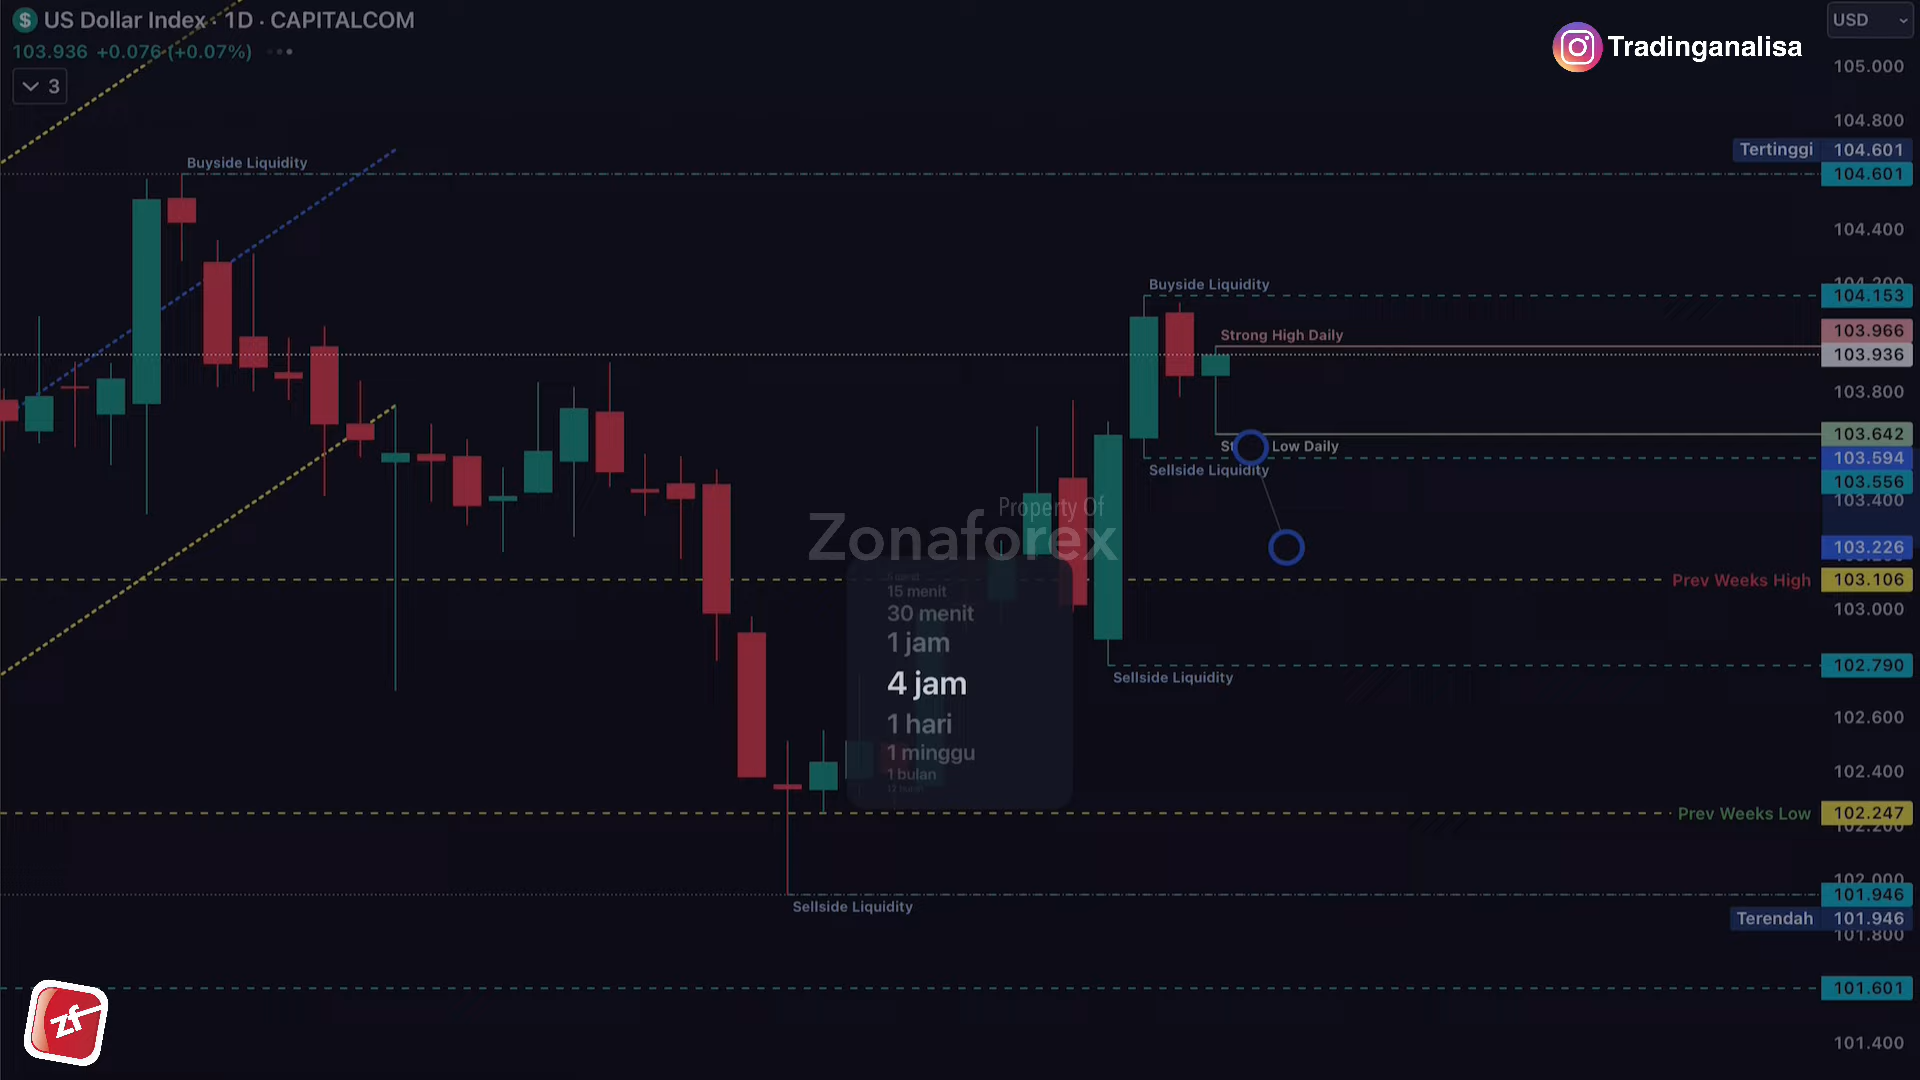 $ US Dollar Index · 1D · CAPITALCOM
USD
103.936 +0.076 (+0.07%)
Tradinganalisa
3
105.000
104.800
Tertinggi 104.601
104.601
Buyside Liquidity
104.400
Buyside Liquidity
104.153
Strong High Daily
103.966
103.936
103.800
103.642
Low Daily
103.594
Sellside Liquidity
103.556
103.400
Property Of
Zonaforex
103.226
Prev Weeks High 103.106
15 menit
30 menit
103.000
1 jam
102.790
Sellside Liquidity
4 jam
102.600
1 hari
1 minggu
102.400
1 bulan
Prev Weeks Low 102.247
102.200
102.000
101.946
Sellside Liquidity
Terendah 101.946
101.800
101.601
zf
101.400